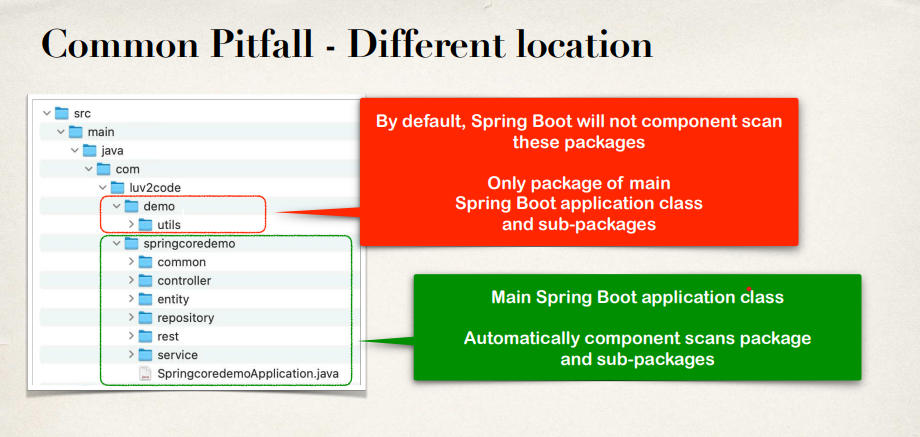 Common Pitfall - Different location
src
main
java
com
luv2code
demo
utils
springcoredemo
common
controller
entity
repository
rest
service
SpringcoredemoApplication.java
By default, Spring Boot will not component scan
these packages
Only package of main
Spring Boot application class
and sub-packages
Main Spring Boot application class
Automatically component scans package
and sub-packages